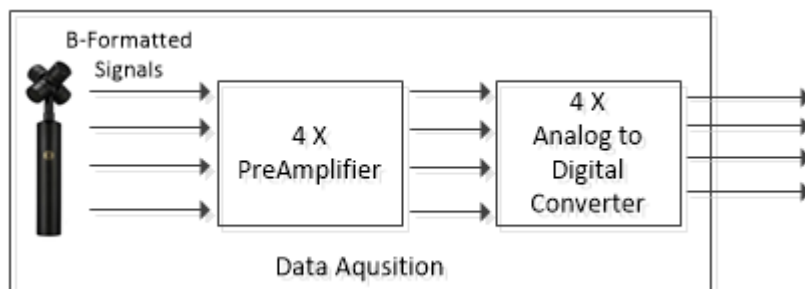 B-Formatted
Signals
4 X
PreAmplifier
4 X
Analog to
Digital
Converter
Data Aqusition